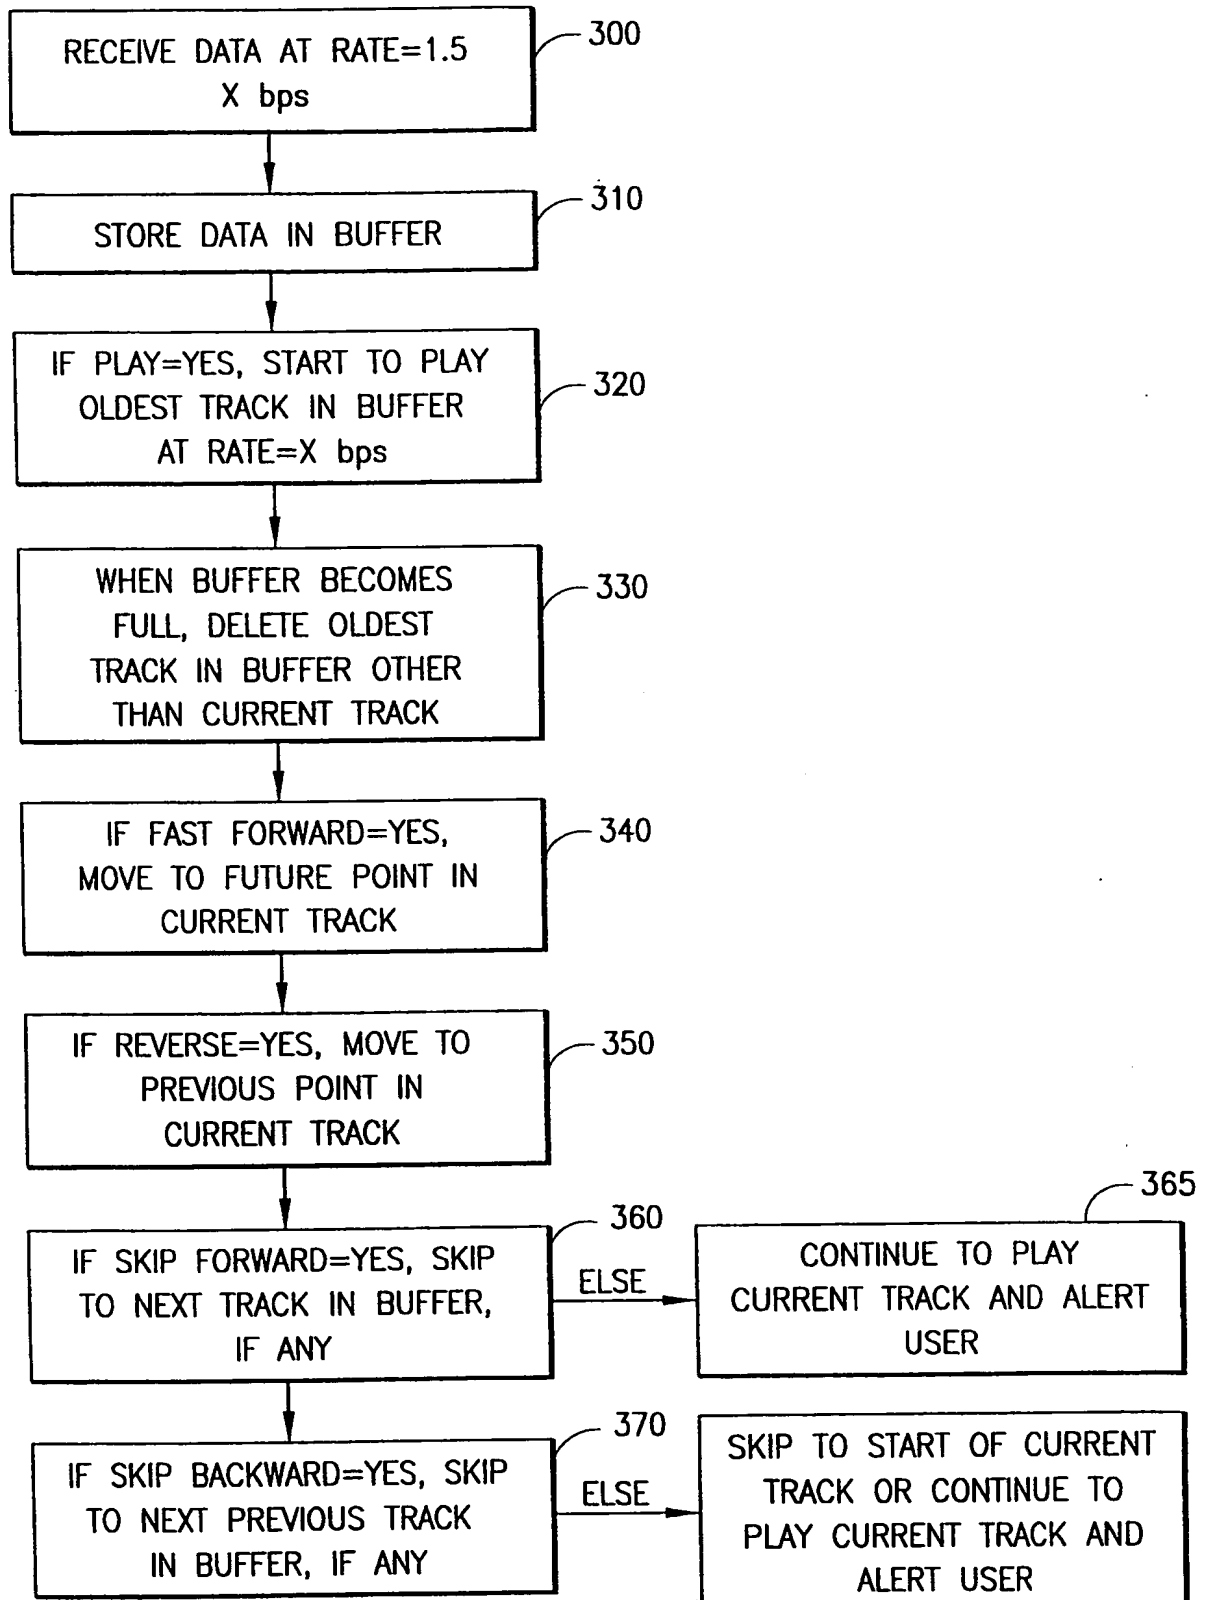 RECEIVE DATA AT RATE=1.5
X bps
300
STORE DATA IN BUFFER
310
IF PLAY=YES, START TO PLAY
OLDEST TRACK IN BUFFER
AT RATE=X bps
320
WHEN BUFFER BECOMES
FULL, DELETE OLDEST
TRACK IN BUFFER OTHER
THAN CURRENT TRACK
330
IF FAST FORWARD=YES,
MOVE TO FUTURE POINT IN
CURRENT TRACK
340
IF REVERSE=YES, MOVE TO
PREVIOUS POINT IN
CURRENT TRACK
350
IF SKIP FORWARD=YES, SKIP
TO NEXT TRACK IN BUFFER,
IF ANY
360
ELSE
CONTINUE TO PLAY
CURRENT TRACK AND ALERT
USER
365
IF SKIP BACKWARD=YES, SKIP
TO NEXT PREVIOUS TRACK
IN BUFFER, IF ANY
370
ELSE
SKIP TO START OF CURRENT
TRACK OR CONTINUE TO
PLAY CURRENT TRACK AND
ALERT USER